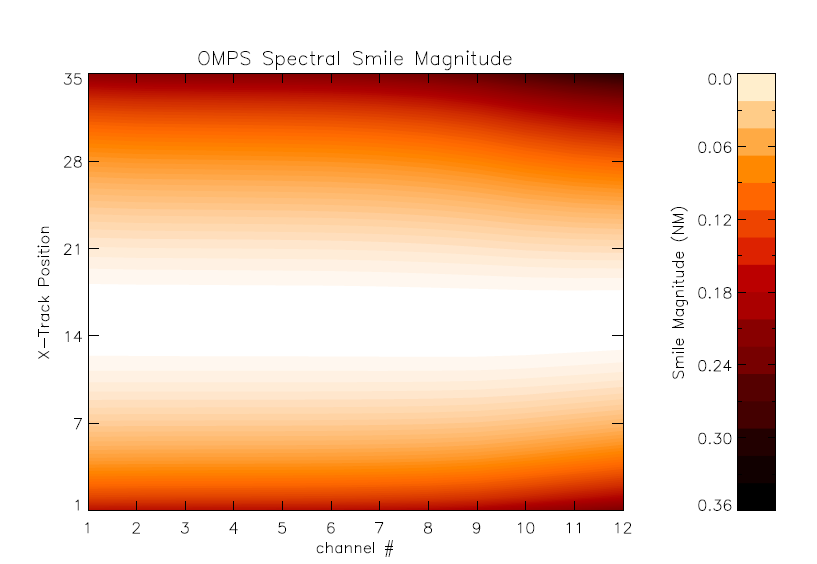 OMPS Spectral Smile Magnitude
35
28
21
14
7
1
X-Track Position
1 2 3 4 5 6 7 8 9 10 11 12
channel #
0.0
0.06
0.12
0.18
0.24
0.30
0.36
Smile Magnitude (NM)